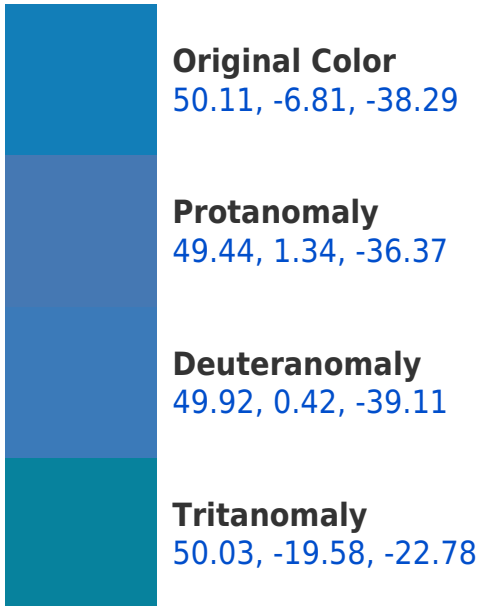 Original Color
50.11, -6.81, -38.29
Protanomaly
49.44, 1.34, -36.37
Deuteranomaly
49.92, 0.42, -39.11
Tritanomaly
50.03, -19.58, -22.78